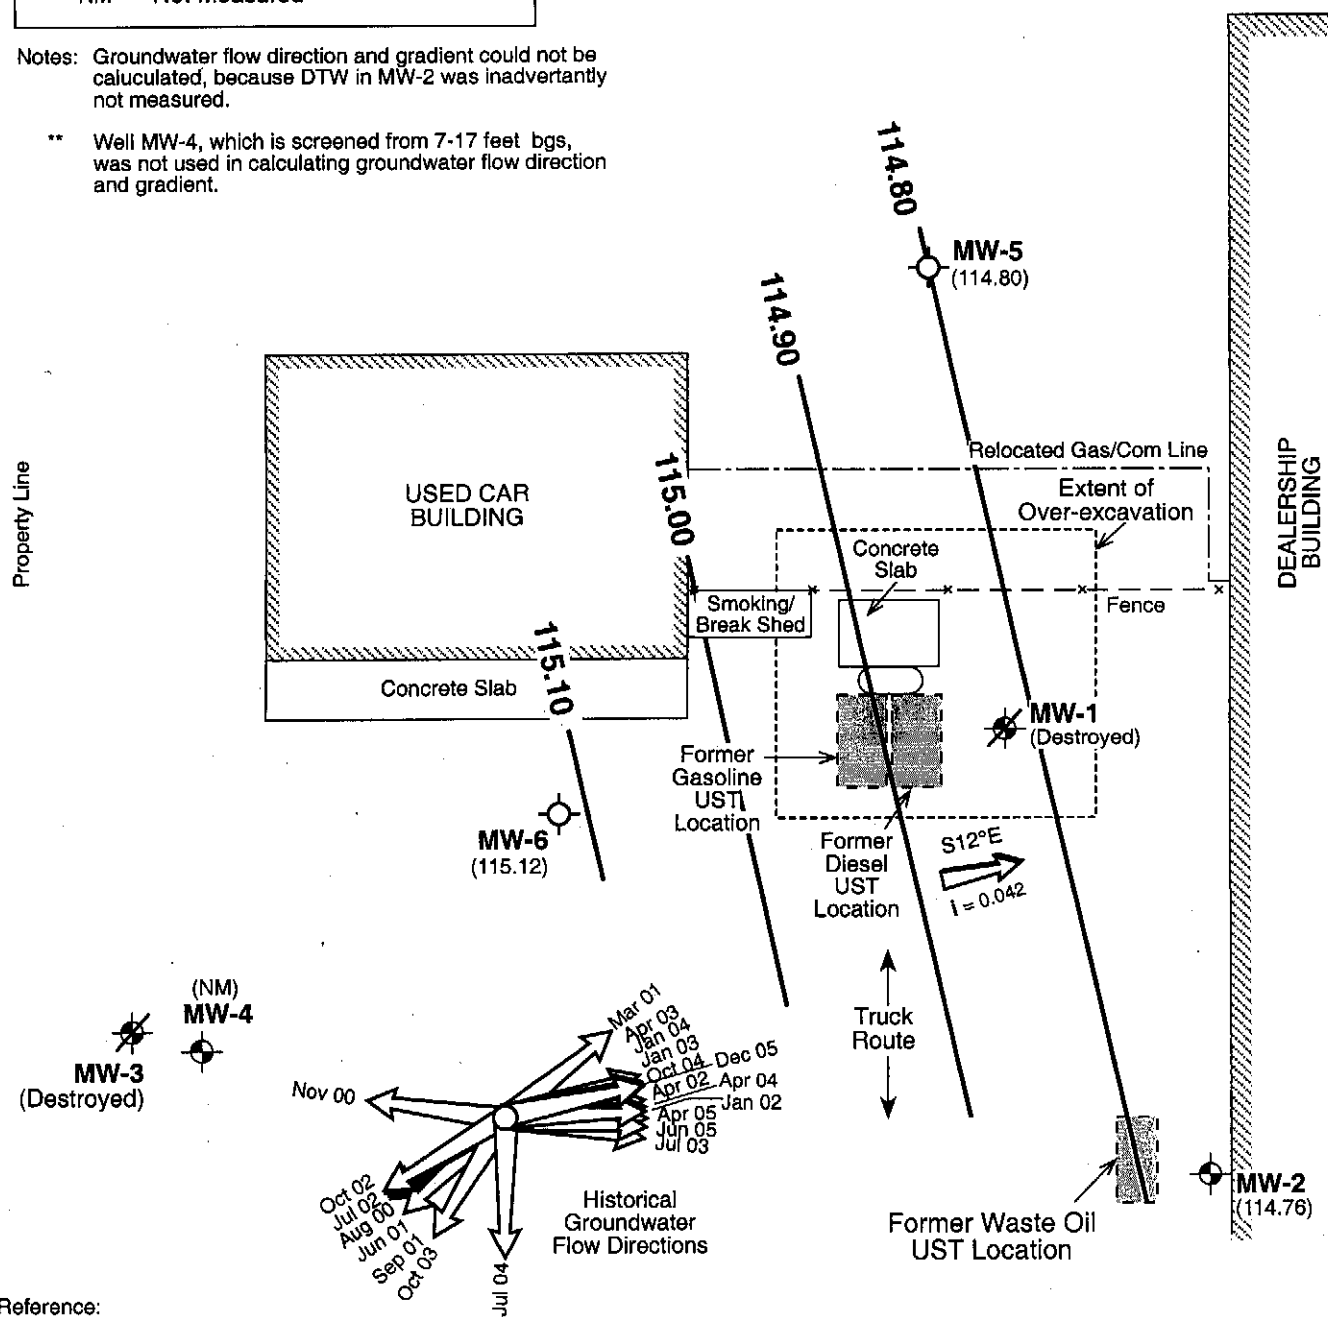 NM Not Measured
Notes: Groundwater flow direction and gradient could not be
caluculated, because DTW in MW-2 was inadvertantly
not measured.
** Well MW-4, which is screened from 7-17 feet bgs,
was not used in calculating groundwater flow direction
and gradient.
114.80
MW-5
(114.80)
114.90
Property Line
USED CAR
BUILDING
115.00
Relocated Gas/Com Line
Extent of
Over-excavation
DEALERSHIP
BUILDING
Concrete
Slab
Smoking/
Break Shed
Fence
115.10
Concrete Slab
MW-1
(Destroyed)
Former
Gasoline
UST
Location
MW-6
(115.12)
Former
Diesel
UST
Location
S12°E
i = 0.042
(NM)
MW-4
MW-3
(Destroyed)
Truck
Route
Mar 01
Apr 03
Jan 04
Jan 03
Oct 04
Dec 05
Apr 02
Apr 04
Jan 02
Apr 05
Jun 05
Jul 03
Nov 00
Oct 02
Jul 02
Aug 00
Jun 01
Sep 01
Oct 03
Jul 04
Historical
Groundwater
Flow Directions
Former Waste Oil
UST Location
MW-2
(114.76)
Reference: